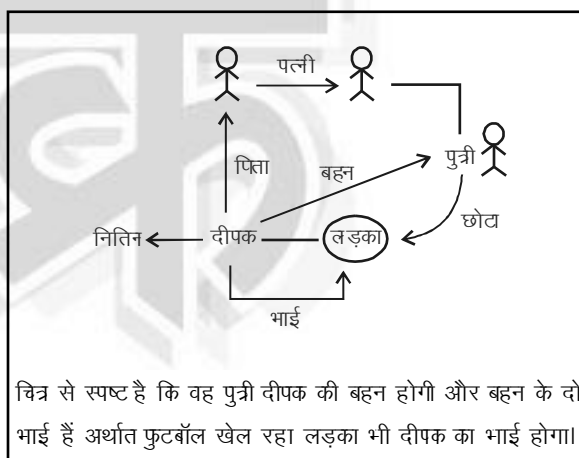 पत्नी
पिता
बहन
पुत्री
छोटा
नितिन
दीपक
लड़का
भाई
चित्र से स्पष्ट है कि वह पुत्री दीपक की बहन होगी और बहन के दो
भाई हैं अर्थात फुटबॉल खेल रहा लड़का भी दीपक का भाई होगा।